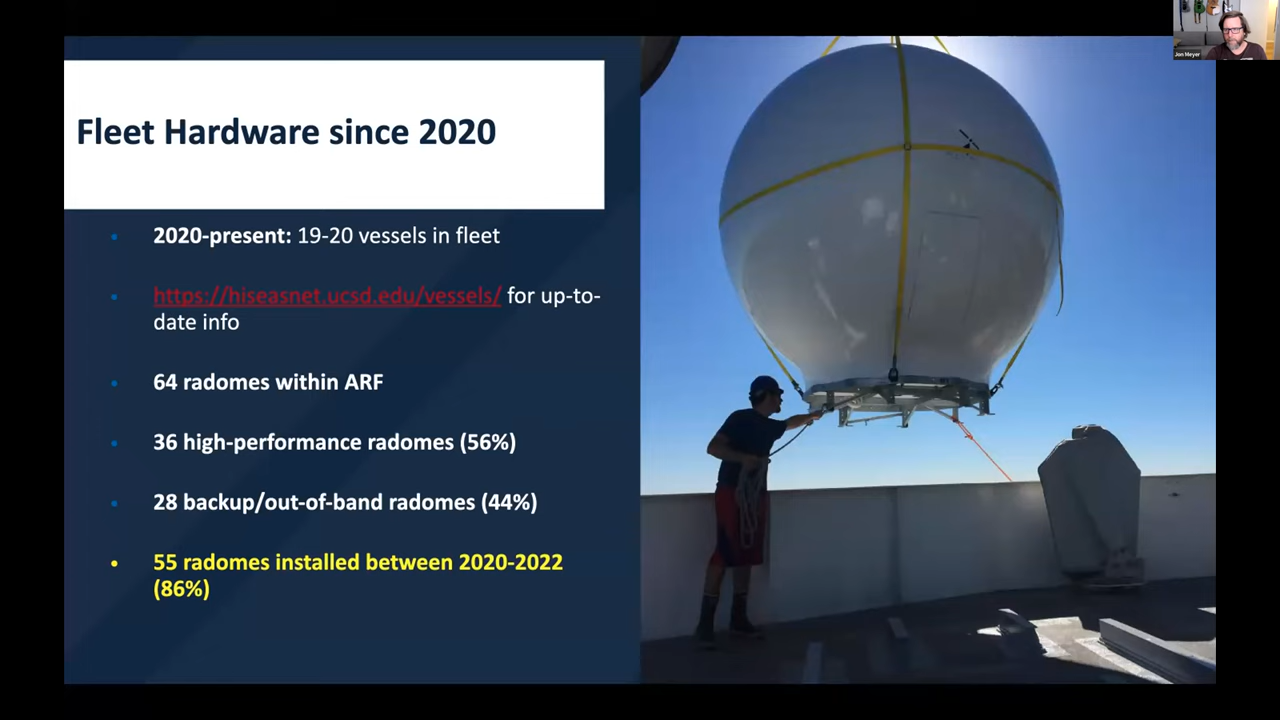 Jon Meyer
Fleet Hardware since 2020
2020-present: 19-20 vessels in fleet
https://hiseasnet.ucsd.edu/vessels/ for up-to-
date info
64 radomes within ARF
36 high-performance radomes (56%)
28 backup/out-of-band radomes (44%)
55 radomes installed between 2020-2022
(86%)